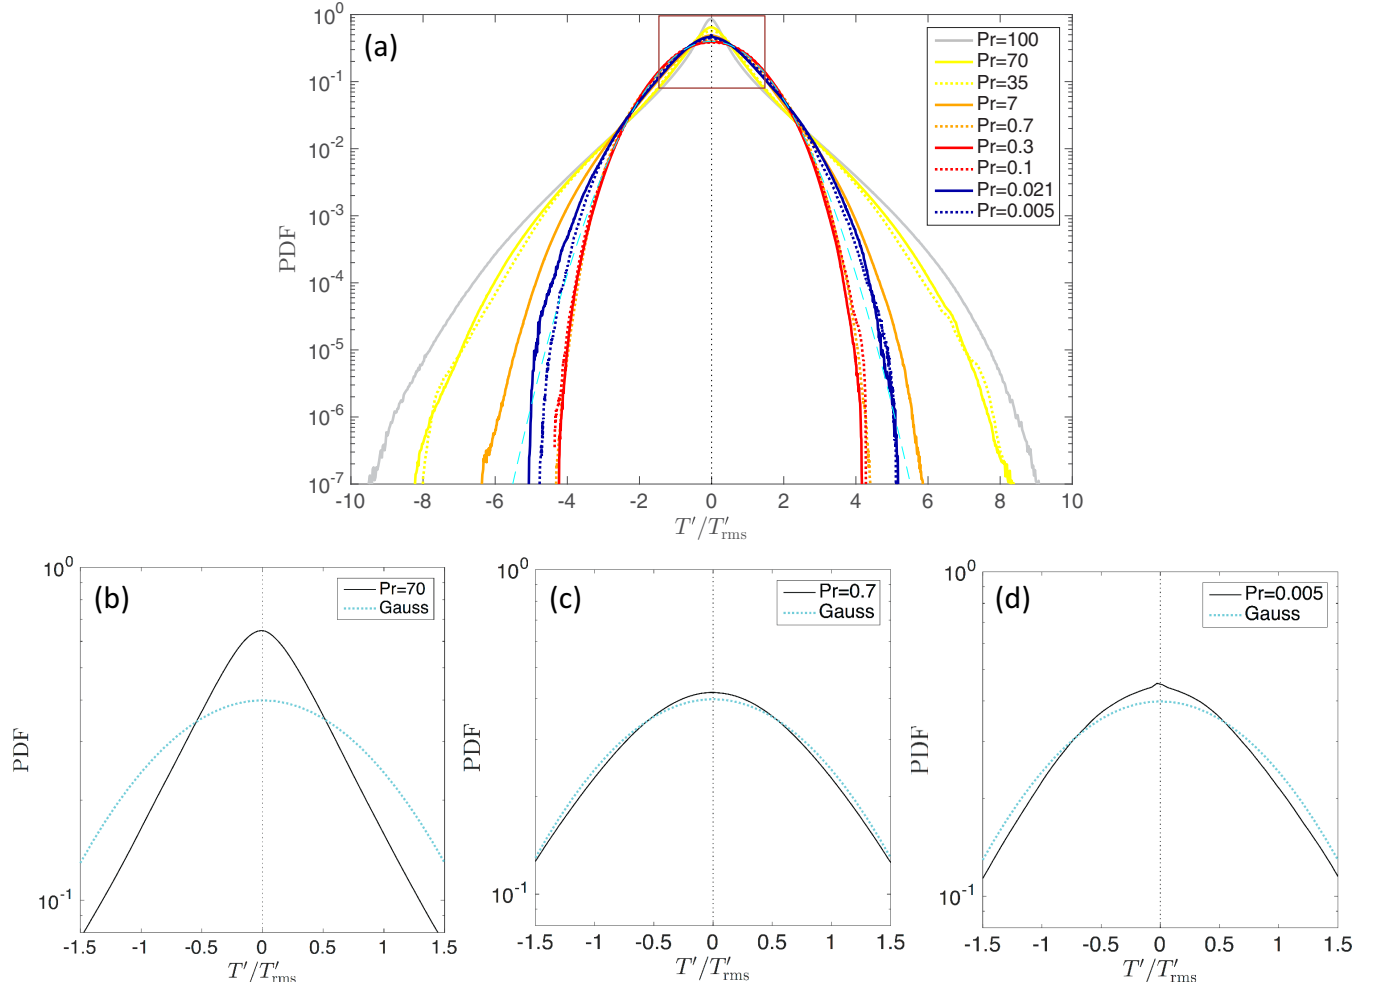 (a)
PDF
10^0
10^-1
10^-2
10^-3
10^-4
10^-5
10^-6
10^-7
Pr=100
Pr=70
Pr=35
Pr=7
Pr=0.7
Pr=0.3
Pr=0.1
Pr=0.021
Pr=0.005
-10 -8 -6 -4 -2 0 2 4 6 8 10
T′/T′rms
(b)
PDF
10^0
10^-1
Pr=70
Gauss
-1.5 -1 -0.5 0 0.5 1 1.5
T′/T′rms
(c)
PDF
10^0
10^-1
Pr=0.7
Gauss
-1.5 -1 -0.5 0 0.5 1 1.5
T′/T′rms
(d)
PDF
10^0
10^-1
Pr=0.005
Gauss
-1.5 -1 -0.5 0 0.5 1 1.5
T′/T′rms